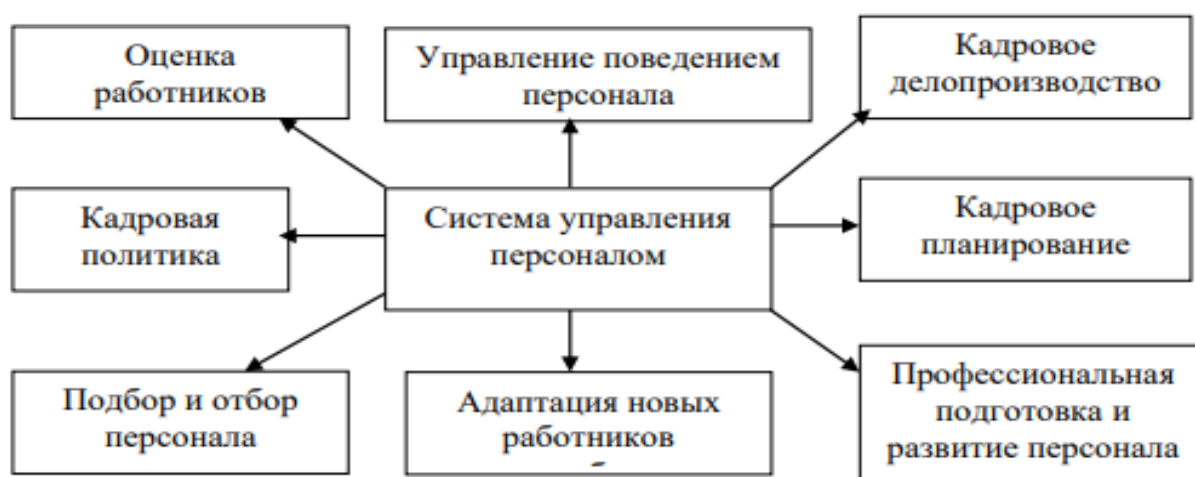 Оценка
работников
Управление поведением
персонала
Кадровое
делопроизводство
Кадровая
политика
Система управления
персоналом
Кадровое
планирование
Подбор и отбор
персонала
Адаптация новых
работников
Профессиональная
подготовка и
развитие персонала